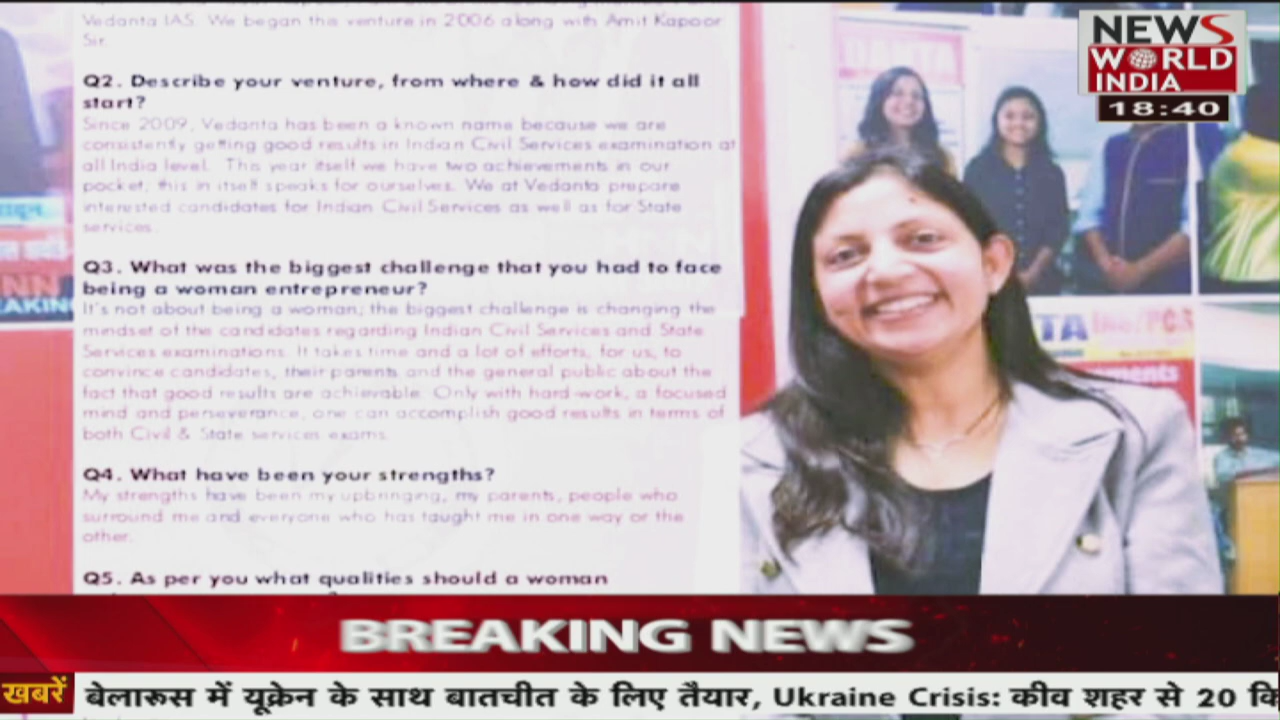 Vedanta IAS. We began the venture in 2006 along with Amit Kapoor
Sir.
Q2. Describe your venture, from where & how did it all
start?
Since 2009, Vedanta has been a known name because we are
consistently getting good results in Indian Civil Services examination at
all India level. This year itself we have two achievements in our
pocket; this in itself speaks for ourselves. We at Vedanta prepare
interested candidates for Indian Civil Services as well as for State
services.
Q3. What was the biggest challenge that you had to face
being a woman entrepreneur?
It's not about being a woman; the biggest challenge is changing the
mindset of the candidates regarding Indian Civil Services and State
Services examinations. It takes time and a lot of efforts, for us, to
convince candidates, their parents and the general public about the
fact that good results are achievable. Only with hard-work, a focused
mind and perseverance, one can accomplish good results in terms of
both Civil & State services exams.
Q4. What have been your strengths?
My strengths have been my upbringing, my parents, people who
surround me and everyone who has taught me in one way or the
other.
Q5. As per you what qualities should a woman
NEWS
WORLD
INDIA
18:40
DANTA
TA
HNN
NN
EAKING
BREAKING NEWS
खबरें
बेलारूस में यूक्रेन के साथ बातचीत के लिए तैयार, Ukraine Crisis: कीव शहर से 20 कि